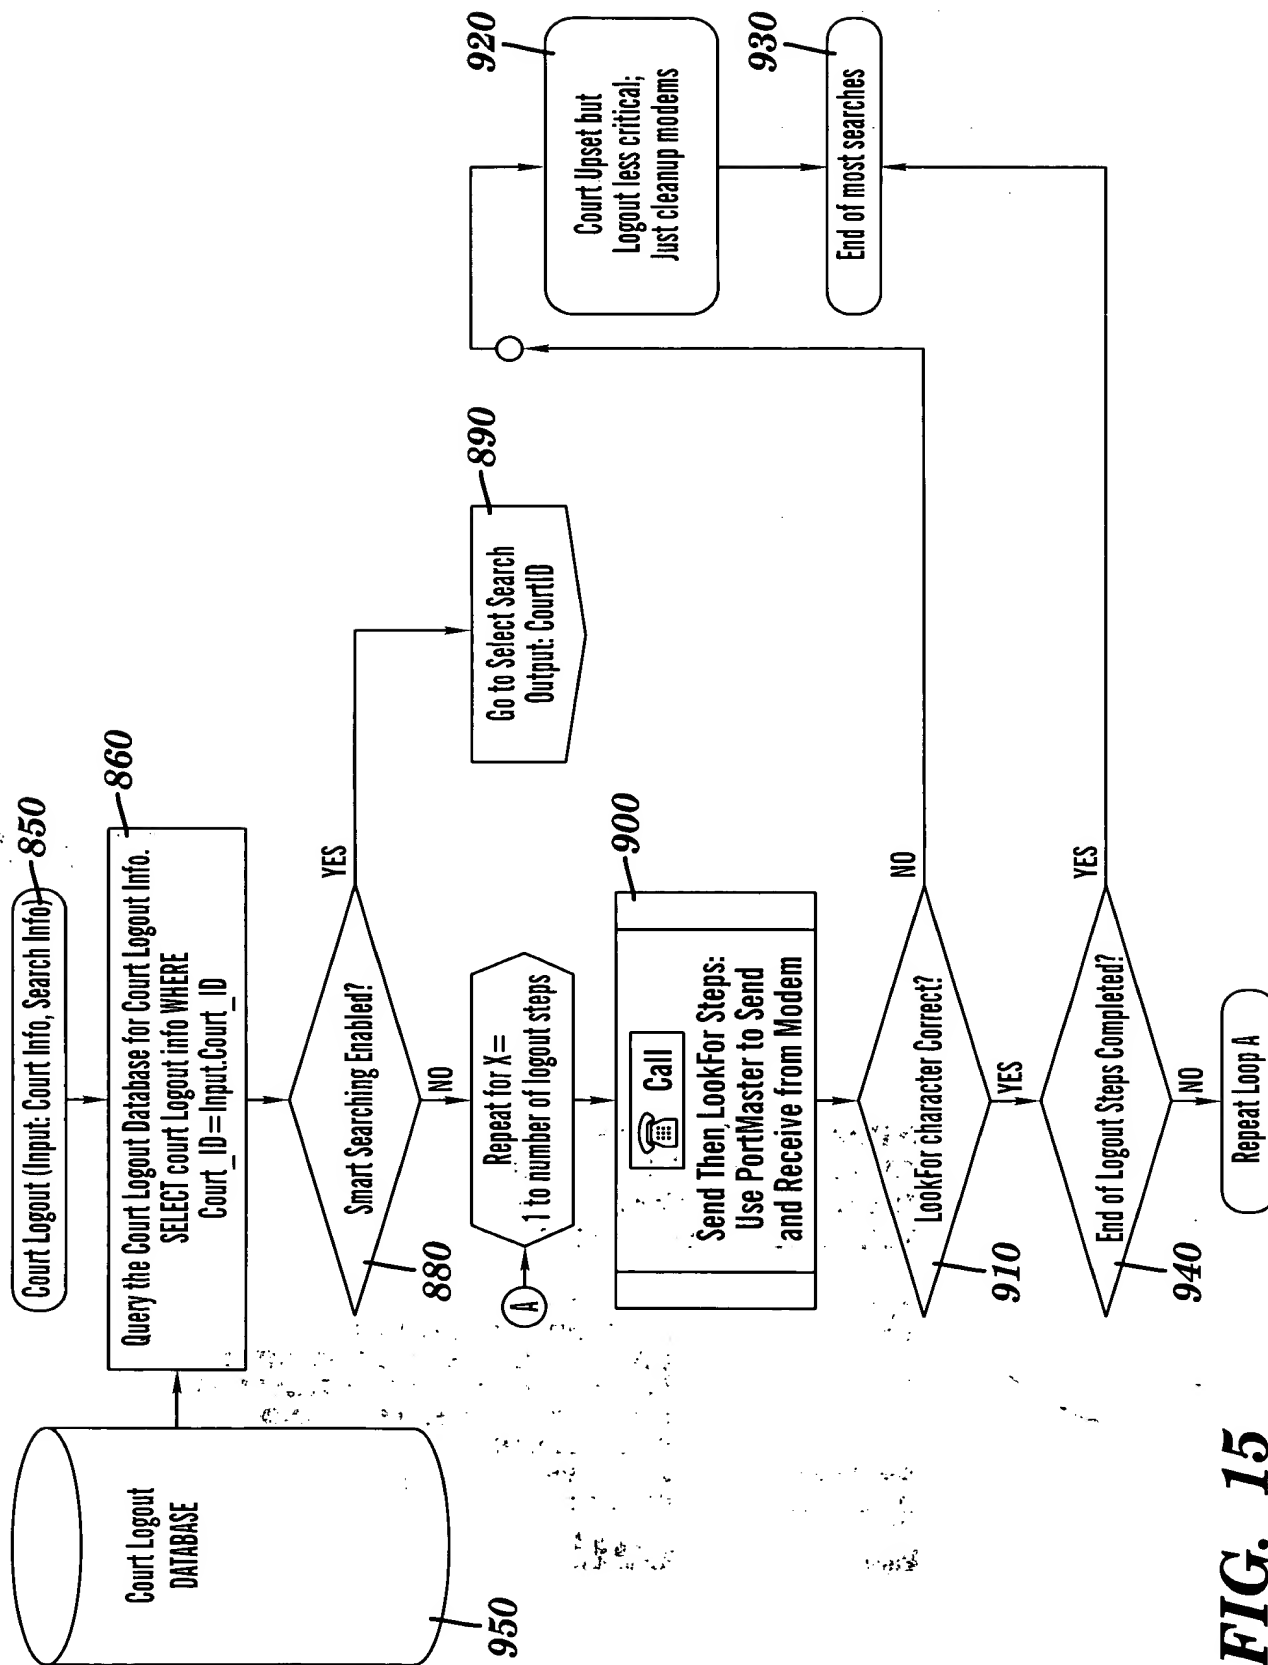 Court Logout (Input: Court Info, Search Info)
850
Query the Court Logout Database for Court Logout Info.
SELECT court Logout info WHERE
Court_ID=Input.Court_ID
860
Court Logout
DATABASE
950
Smart Searching Enabled?
880
YES
NO
Go to Select Search
Output: CourtID
890
A
Repeat for X=
1 to number of logout steps
Call
Send Then LookFor Steps:
Use PortMaster to Send
and Receive from Modem
900
LookFor character Correct?
910
NO
YES
Court Upset but
Logout less critical;
Just cleanup modems
920
End of most searches
930
End of Logout Steps Completed?
940
YES
NO
Repeat Loop A
FIG. 15